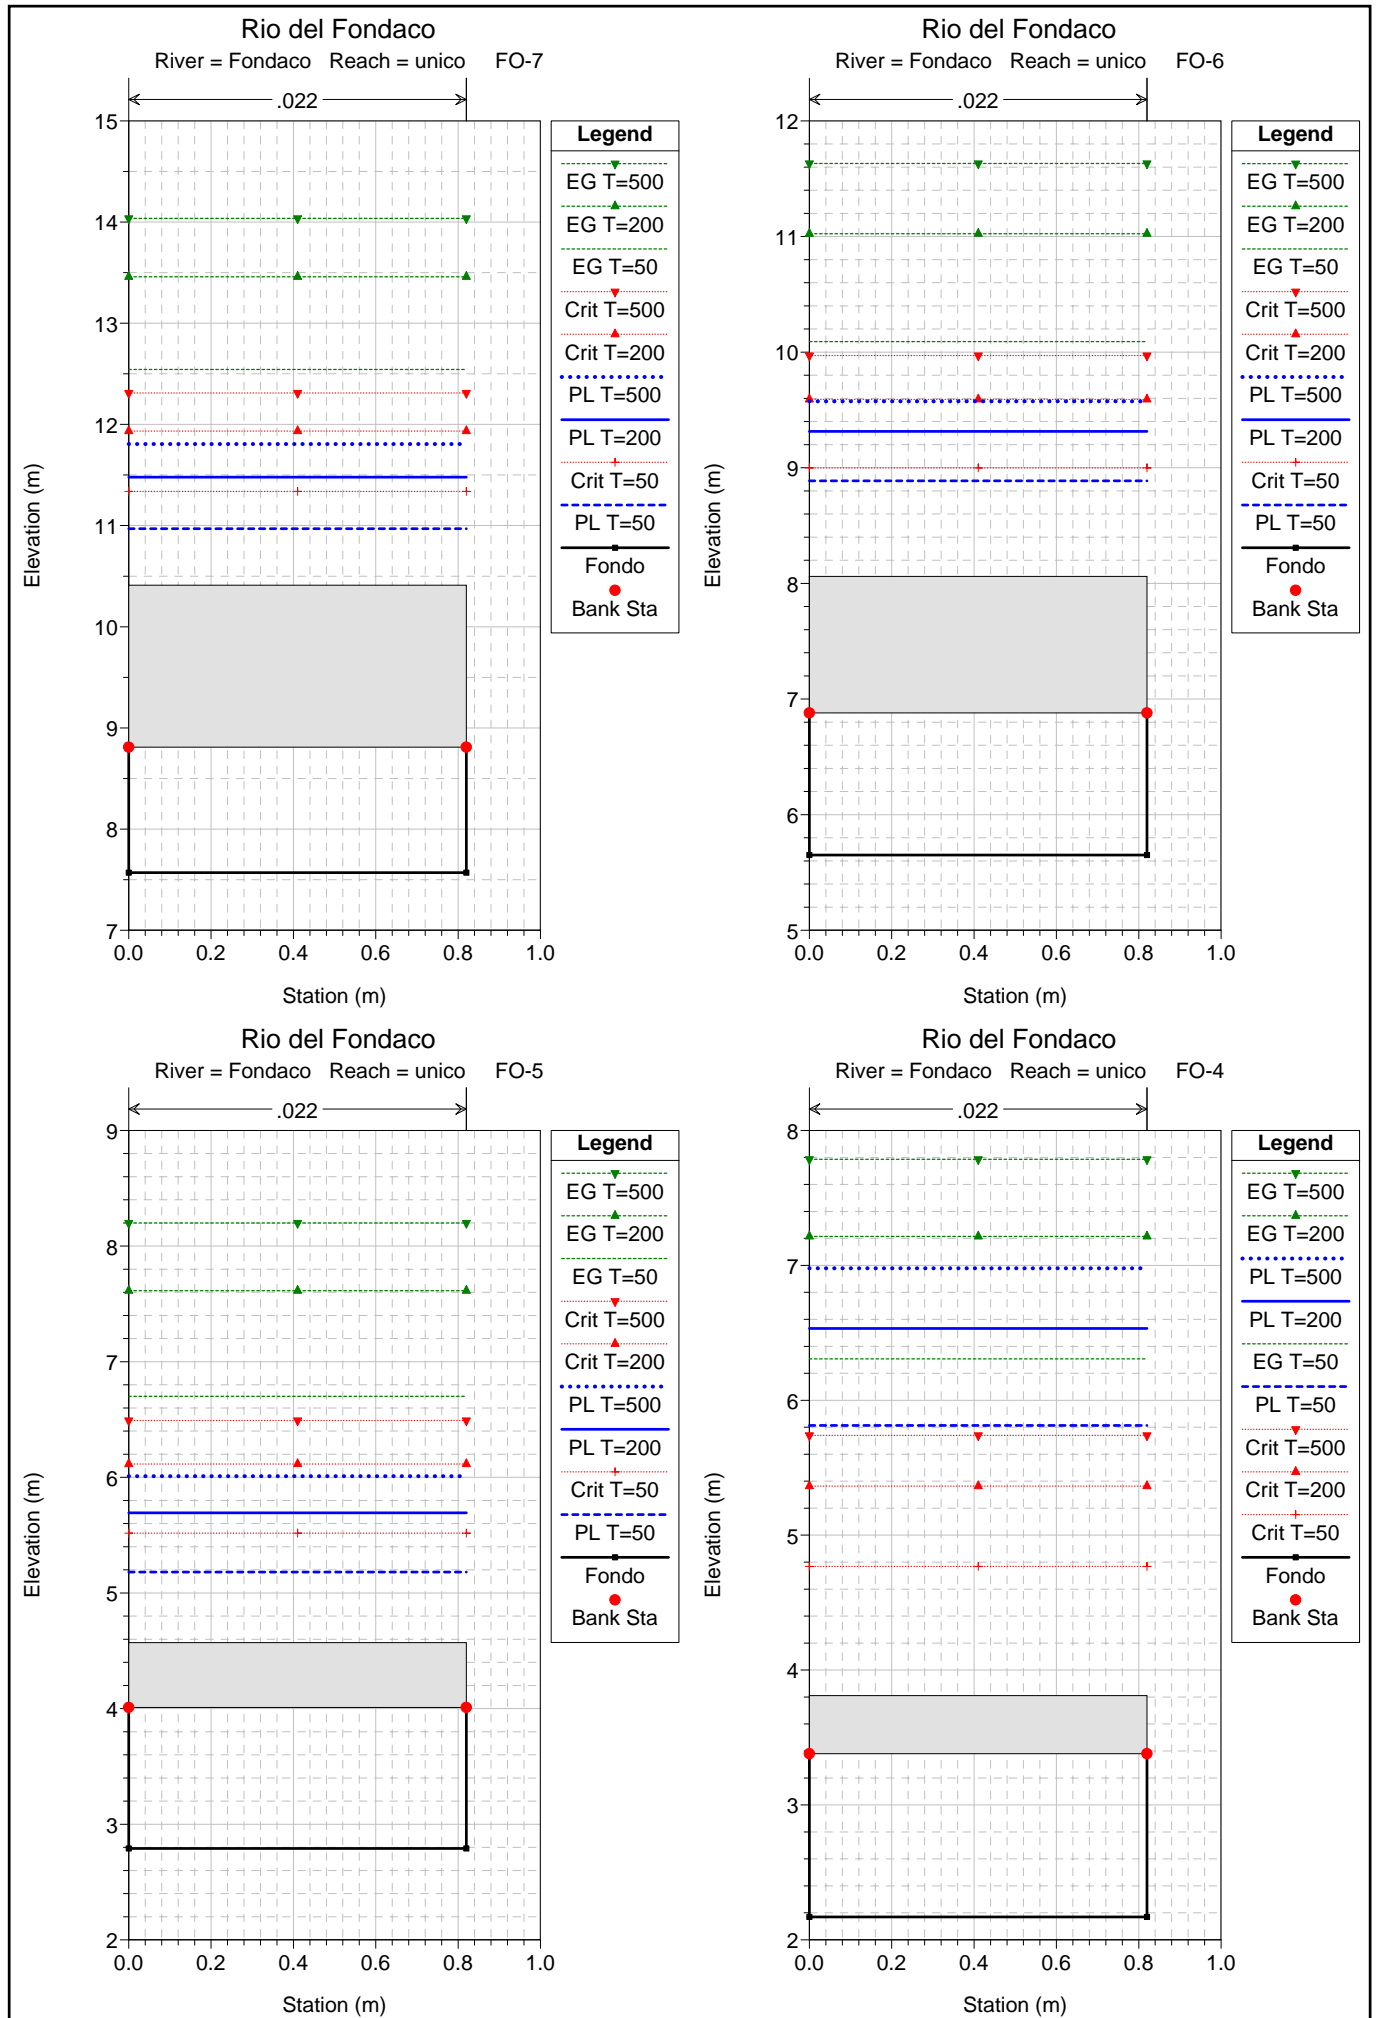 Rio del Fondaco
River = Fondaco Reach = unico FO-7
.022
15
14
13
12
11
10
9
8
7
Elevation (m)
0.0 0.2 0.4 0.6 0.8 1.0
Station (m)
Legend
EG T=500
EG T=200
EG T=50
Crit T=500
Crit T=200
PL T=500
PL T=200
Crit T=50
PL T=50
Fondo
Bank Sta
Rio del Fondaco
River = Fondaco Reach = unico FO-6
.022
12
11
10
9
8
7
6
5
Elevation (m)
0.0 0.2 0.4 0.6 0.8 1.0
Station (m)
Legend
EG T=500
EG T=200
EG T=50
Crit T=500
Crit T=200
PL T=500
PL T=200
Crit T=50
PL T=50
Fondo
Bank Sta
Rio del Fondaco
River = Fondaco Reach = unico FO-5
.022
9
8
7
6
5
4
3
2
Elevation (m)
0.0 0.2 0.4 0.6 0.8 1.0
Station (m)
Legend
EG T=500
EG T=200
EG T=50
Crit T=500
Crit T=200
PL T=500
PL T=200
Crit T=50
PL T=50
Fondo
Bank Sta
Rio del Fondaco
River = Fondaco Reach = unico FO-4
.022
8
7
6
5
4
3
2
Elevation (m)
0.0 0.2 0.4 0.6 0.8 1.0
Station (m)
Legend
EG T=500
EG T=200
PL T=500
PL T=200
EG T=50
PL T=50
Crit T=500
Crit T=200
Crit T=50
Fondo
Bank Sta